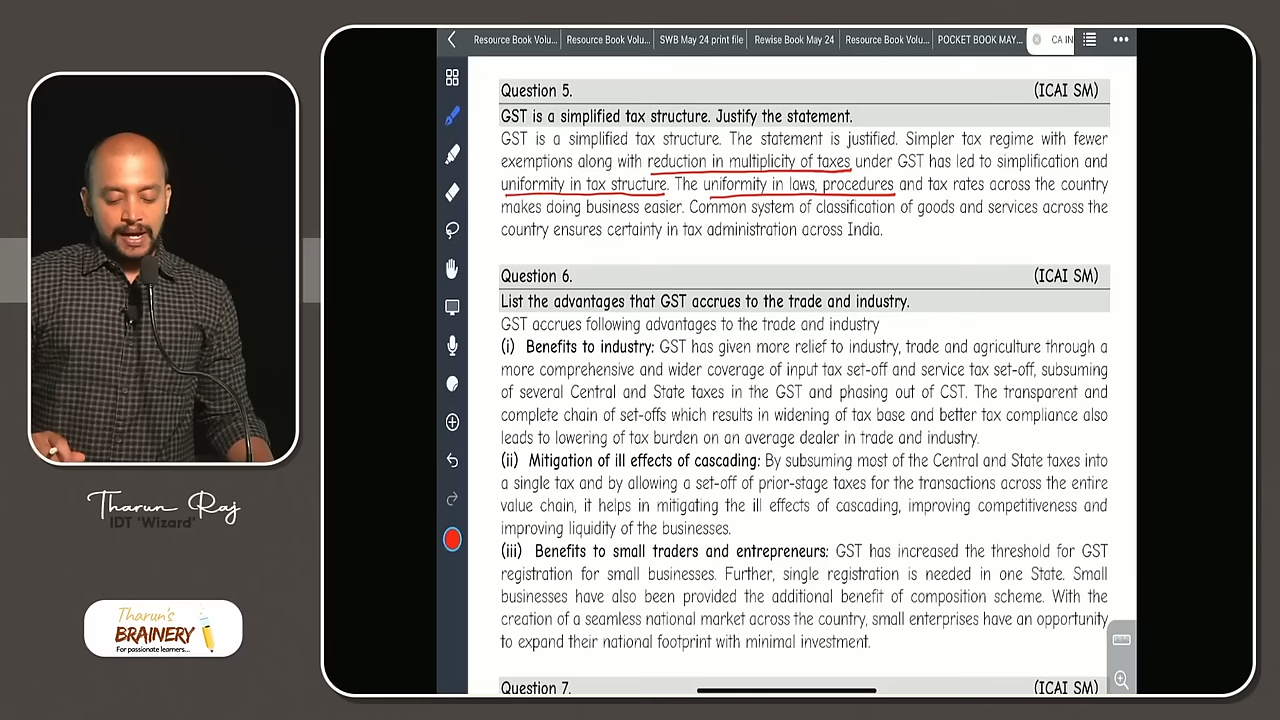 Resource Book Volu...
Resource Book Volu...
SWB May 24 print file
Rewise Book May 24
Resource Book Volu...
POCKET BOOK MAY...
CA IN
Question 5. (ICAI SM)
GST is a simplified tax structure. Justify the statement.
GST is a simplified tax structure. The statement is justified. Simpler tax regime with fewer
exemptions along with reduction in multiplicity of taxes under GST has led to simplification and
uniformity in tax structure. The uniformity in laws, procedures and tax rates across the country
makes doing business easier. Common system of classification of goods and services across the
country ensures certainty in tax administration across India.
Question 6. (ICAI SM)
List the advantages that GST accrues to the trade and industry.
GST accrues following advantages to the trade and industry
(i) Benefits to industry: GST has given more relief to industry, trade and agriculture through a
more comprehensive and wider coverage of input tax set-off and service tax set-off, subsuming
of several Central and State taxes in the GST and phasing out of CST. The transparent and
complete chain of set-offs which results in widening of tax base and better tax compliance also
leads to lowering of tax burden on an average dealer in trade and industry.
(ii) Mitigation of ill effects of cascading: By subsuming most of the Central and State taxes into
a single tax and by allowing a set-off of prior-stage taxes for the transactions across the entire
value chain, it helps in mitigating the ill effects of cascading, improving competitiveness and
improving liquidity of the businesses.
(iii) Benefits to small traders and entrepreneurs: GST has increased the threshold for GST
registration for small businesses. Further, single registration is needed in one State. Small
businesses have also been provided the additional benefit of composition scheme. With the
creation of a seamless national market across the country, small enterprises have an opportunity
to expand their national footprint with minimal investment.
Question 7. (ICAI SM)
Tharun Raj
IDT 'Wizard'
Tharun's
BRAINERY
For passionate learners...